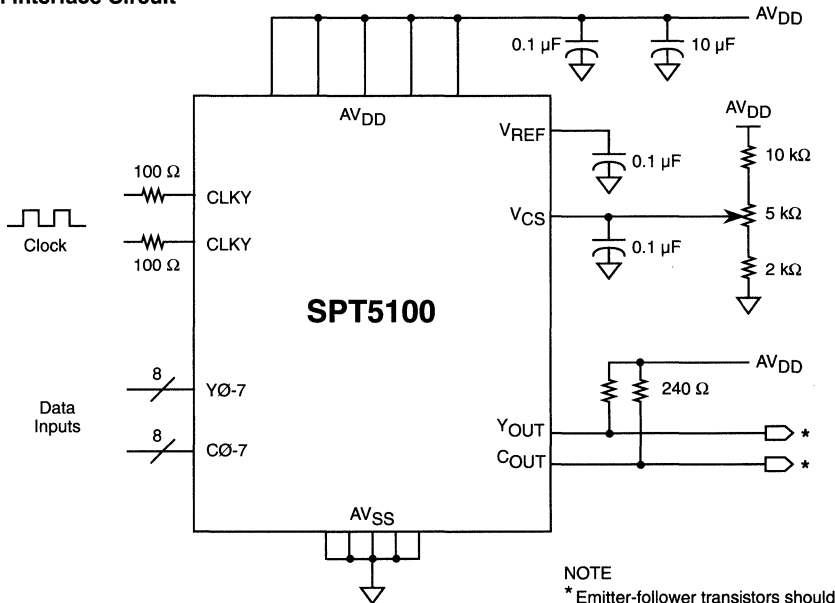 Interface Circuit
AVDD
0.1 µF
10 µF
AVDD
VREF
AVDD
100 Ω
0.1 µF
10 kΩ
CLKY
VCS
5 kΩ
Clock
CLKY
0.1 µF
100 Ω
2 kΩ
SPT5100
AVDD
8
YØ-7
240 Ω
Data
Inputs
YOUT
*
8
CØ-7
COUT
*
AVSS
NOTE
* Emitter-follower transistors should